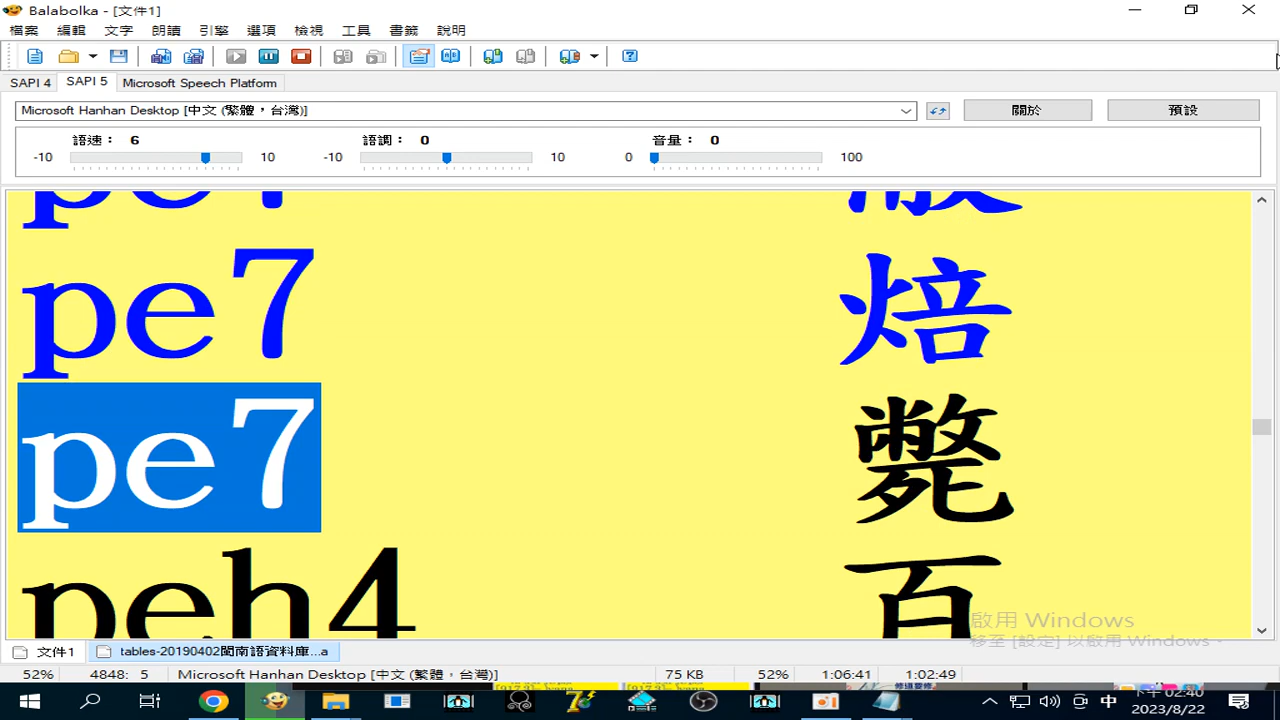 Balabolka - [文件1]
檔案 編輯 文字 朗讀 引擎 選項 檢視 工具 書籤 說明
SAPI 4 SAPI 5 Microsoft Speech Platform
Microsoft Hanhan Desktop [中文 (繁體，台灣)] 關於 預設
語速： 6 語調： 0 音量： 0
-10 10 -10 10 0 100
pe7 焙
pe7 斃
peh4 百
啟用 Windows
移至 [設定] 以啟用 Windows。
文件1 tables-20190402閩南語資料庫...a
52% 4848: 5 Microsoft Hanhan Desktop [中文 (繁體，台灣)] 75 KB 52% 1:06:41 1:02:49
中 下午 02:40
2023/8/22